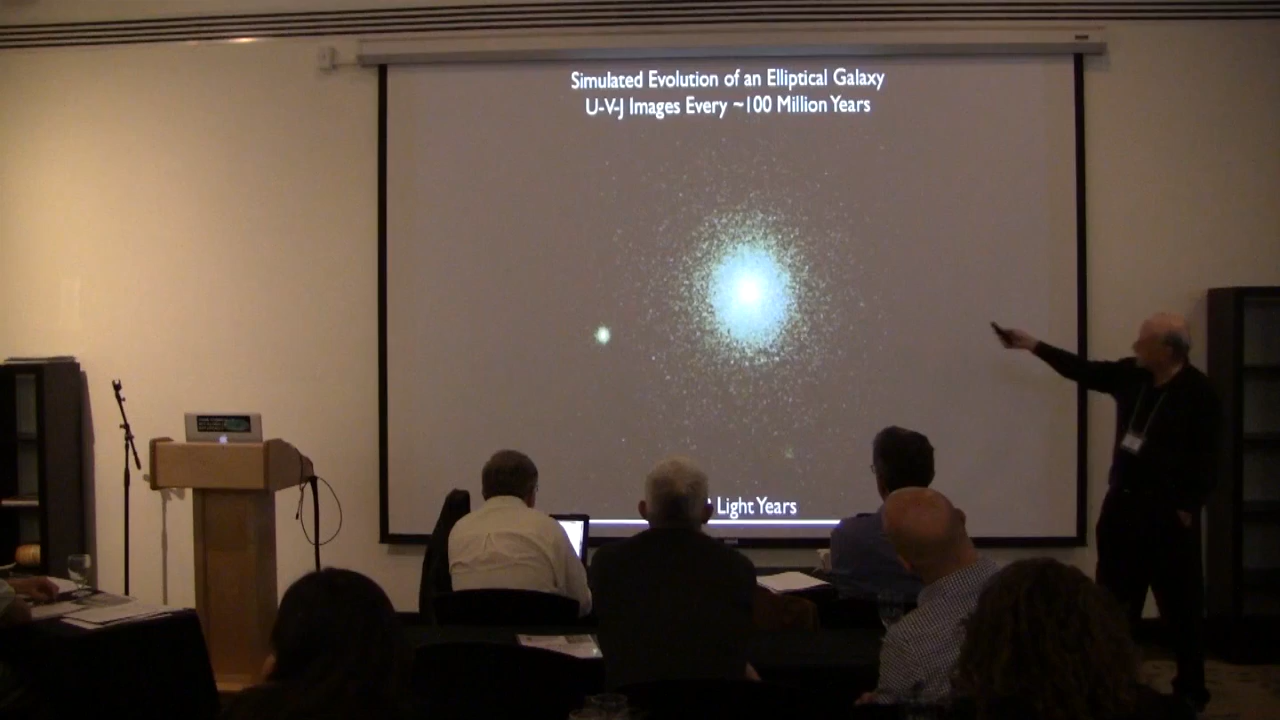 Simulated Evolution of an Elliptical Galaxy
U-V-J Images Every ~100 Million Years
Light Years